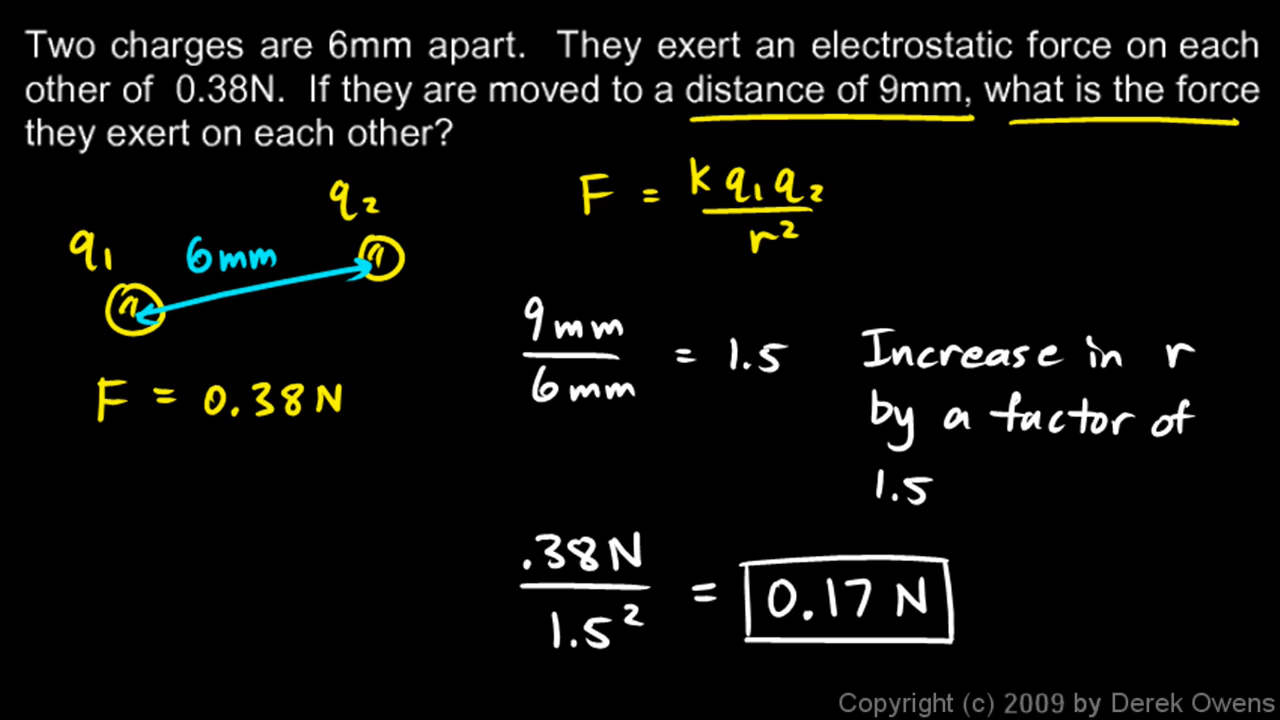 Two charges are 6mm apart. They exert an electrostatic force on each
other of 0.38N. If they are moved to a distance of 9mm, what is the force
they exert on each other?
q₁
6mm
q₂
F = 0.38 N
F = k q₁ q₂ / r²
9mm / 6mm = 1.5
Increase in r
by a factor of
1.5
.38N / 1.5² = 0.17 N
Copyright (c) 2009 by Derek Owens